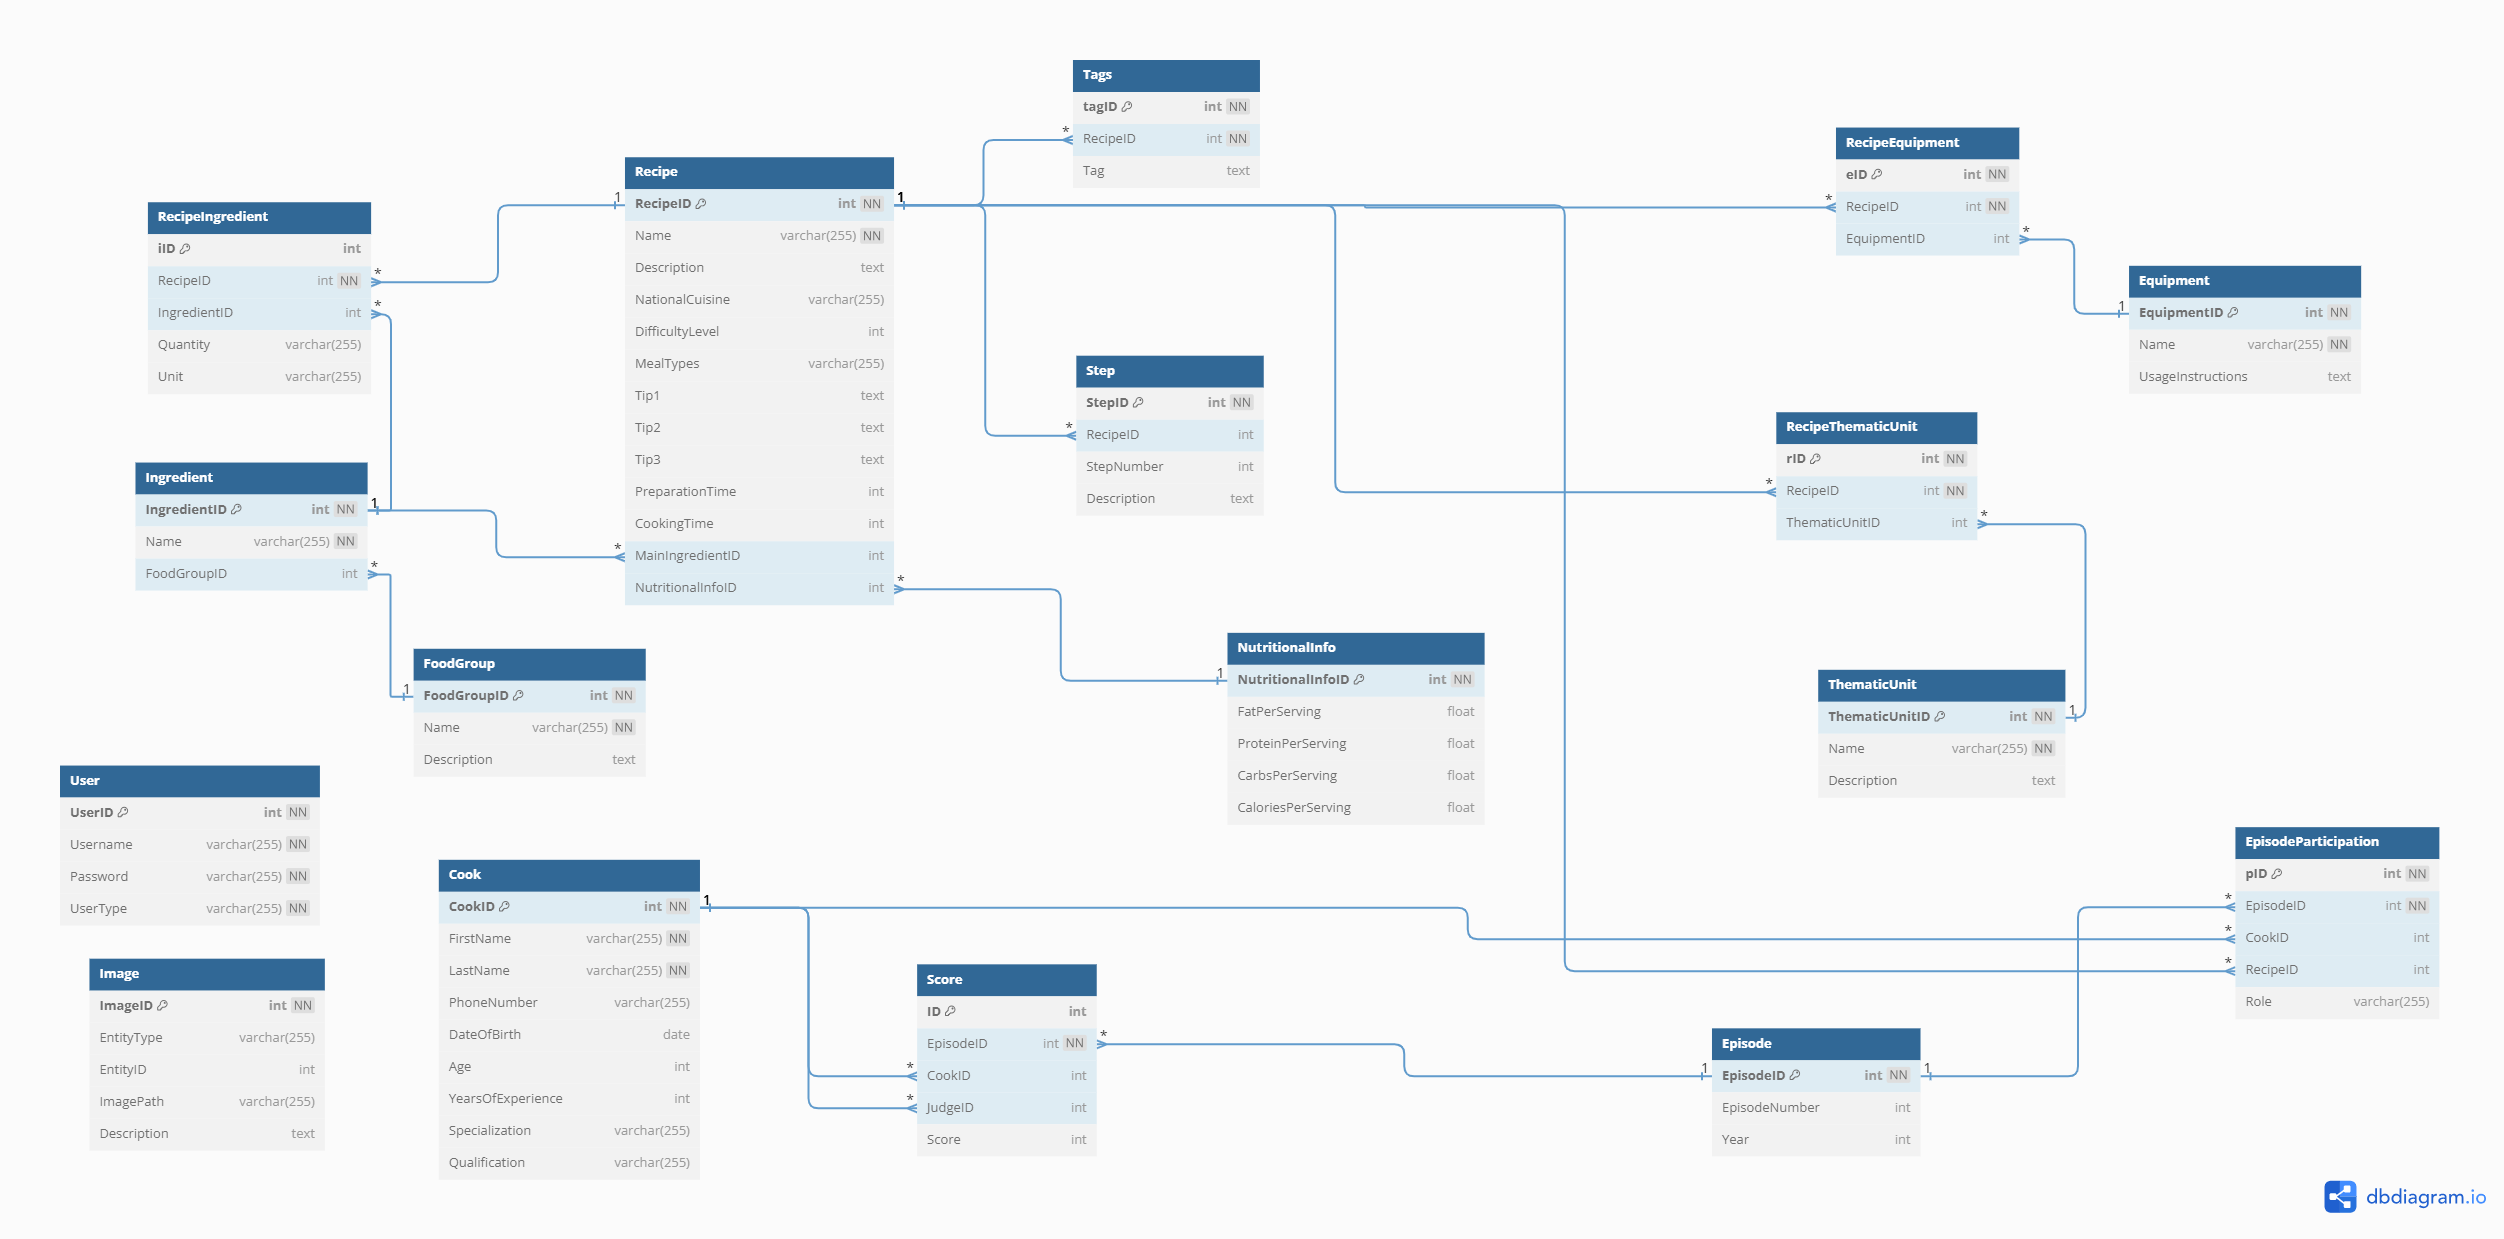 Tags
tagID int NN
RecipeID int NN
Tag text
RecipeEquipment
eID int NN
RecipeID int NN
EquipmentID int
Recipe
RecipeID int NN
Name varchar(255) NN
Description text
NationalCuisine varchar(255)
DifficultyLevel int
MealTypes varchar(255)
Tip1 text
Tip2 text
Tip3 text
PreparationTime int
CookingTime int
MainIngredientID int
NutritionalInfoID int
RecipeIngredient
iID int
RecipeID int NN
IngredientID int
Quantity varchar(255)
Unit varchar(255)
Equipment
EquipmentID int NN
Name varchar(255) NN
UsageInstructions text
Step
StepID int NN
RecipeID int
StepNumber int
Description text
RecipeThematicUnit
rID int NN
RecipeID int NN
ThematicUnitID int
Ingredient
IngredientID int NN
Name varchar(255) NN
FoodGroupID int
FoodGroup
FoodGroupID int NN
Name varchar(255) NN
Description text
NutritionalInfo
NutritionalInfoID int NN
FatPerServing float
ProteinPerServing float
CarbsPerServing float
CaloriesPerServing float
ThematicUnit
ThematicUnitID int NN
Name varchar(255) NN
Description text
User
UserID int NN
Username varchar(255) NN
Password varchar(255) NN
UserType varchar(255) NN
EpisodeParticipation
pID int NN
EpisodeID int NN
CookID int
RecipeID int
Role varchar(255)
Cook
CookID int NN
FirstName varchar(255) NN
LastName varchar(255) NN
PhoneNumber varchar(255)
DateOfBirth date
Age int
YearsOfExperience int
Specialization varchar(255)
Qualification varchar(255)
Image
ImageID int NN
EntityType varchar(255)
EntityID int
ImagePath varchar(255)
Description text
Score
ID int
EpisodeID int NN
CookID int
JudgeID int
Score int
Episode
EpisodeID int NN
EpisodeNumber int
Year int
dbdiagram.io